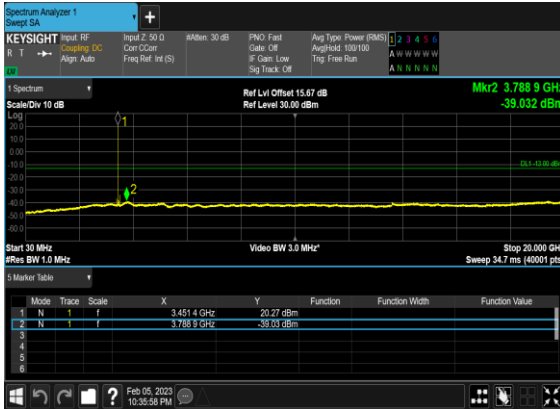 Spectrum Analyzer 1
Swept SA
+
KEYSIGHT Input: RF Input Z: 50 Ω #Atten: 30 dB PNO: Fast Avg Type: Power (RMS) 1 2 3 4 5 6
R T Coupling: DC Corr CCorr Gate: Off Avg|Hold: 100/100 A W W W W W
Align: Auto Freq Ref: Int (S) IF Gain: Low Trig: Free Run
Sig Track: Off A N N N N N
1 Spectrum
Ref Lvl Offset 15.67 dB Mkr2 3.788 9 GHz
Scale/Div 10 dB Ref Level 30.00 dBm -39.032 dBm
Log
20.0
10.0
0.00
-10.0
-20.0
-30.0
-40.0
-50.0
-60.0
1
DL1 -13.00 dBm
2
Start 30 MHz Video BW 3.0 MHz* Stop 20.000 GH
#Res BW 1.0 MHz Sweep 34.7 ms (40001 pts
5 Marker Table
Mode Trace Scale X Y Function Function Width Function Value
1 N 1 f 3.451 4 GHz 20.27 dBm
2 N 1 f 3.788 9 GHz -39.03 dBm
3
4
5
6
? Feb 05, 2023
10:35:58 PM